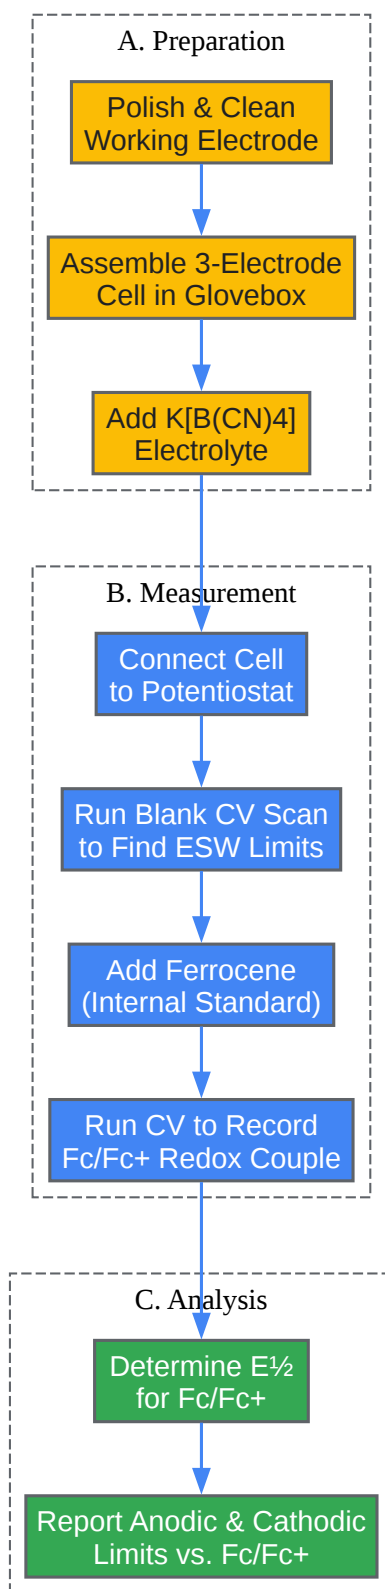 A. Preparation
Polish & Clean
Working Electrode
Assemble 3-Electrode
Cell in Glovebox
Add K[B(CN)4]
Electrolyte
B. Measurement
Connect Cell
to Potentiostat
Run Blank CV Scan
to Find ESW Limits
Add Ferrocene
(Internal Standard)
Run CV to Record
Fc/Fc+ Redox Couple
C. Analysis
Determine E½
for Fc/Fc+
Report Anodic & Cathodic
Limits vs. Fc/Fc+